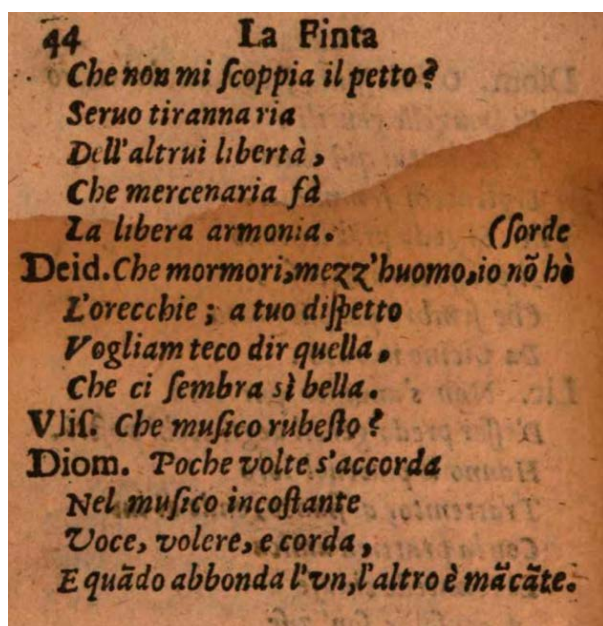 44 La Finta
Che non mi ſcoppia il petto?
Seruo tiranna ria
Dell'altrui libertà,
Che mercenaria fà
La libera armonia. (ſorde
Deid. Che mormori, mezz'huomo, io nõ hò
L'orecchie; a tuo diſpetto
Vogliam teco dir quella.
Che ci ſembra sì bella.
Vliſ. Che muſico rubeſto?
Diom. Poche volte s'accorda
Nel muſico incoſtante
Voce, volere, e corda,
E quãdo abbonda l'vn, l'altro è mãcãte.